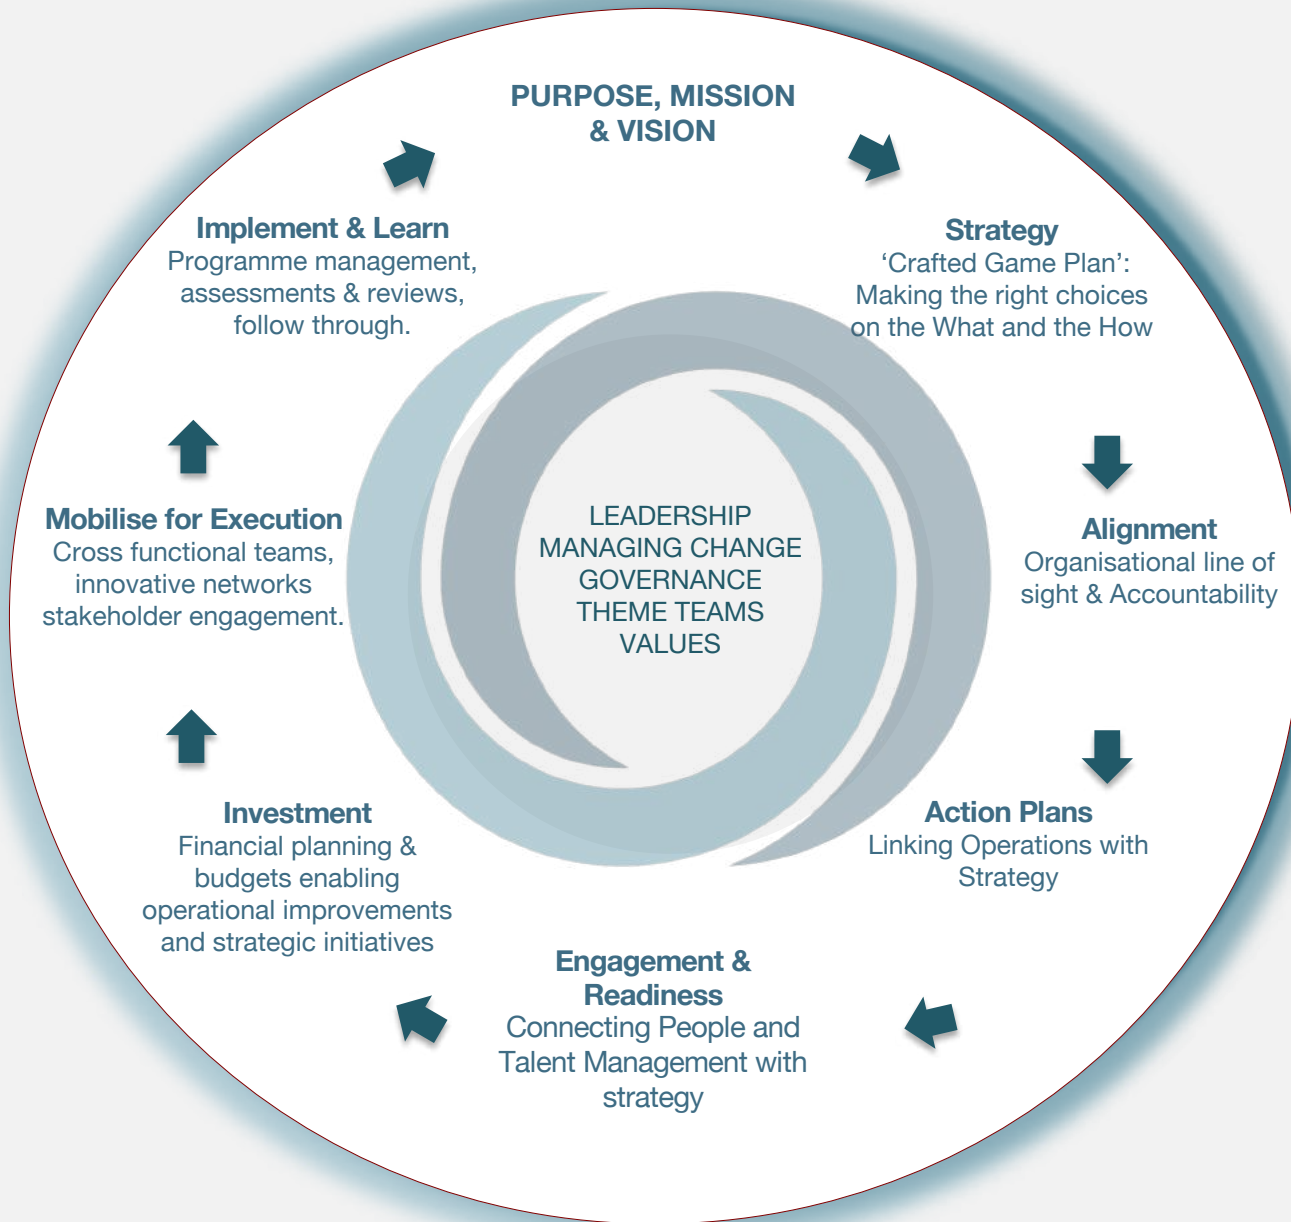 PURPOSE, MISSION
& VISION
Strategy
‘Crafted Game Plan’:
Making the right choices
on the What and the How
Alignment
Organisational line of
sight & Accountability
Action Plans
Linking Operations with
Strategy
Engagement &
Readiness
Connecting People and
Talent Management with
strategy
Investment
Financial planning &
budgets enabling
operational improvements
and strategic initiatives
Mobilise for Execution
Cross functional teams,
innovative networks
stakeholder engagement.
Implement & Learn
Programme management,
assessments & reviews,
follow through.
LEADERSHIP
MANAGING CHANGE
GOVERNANCE
THEME TEAMS
VALUES